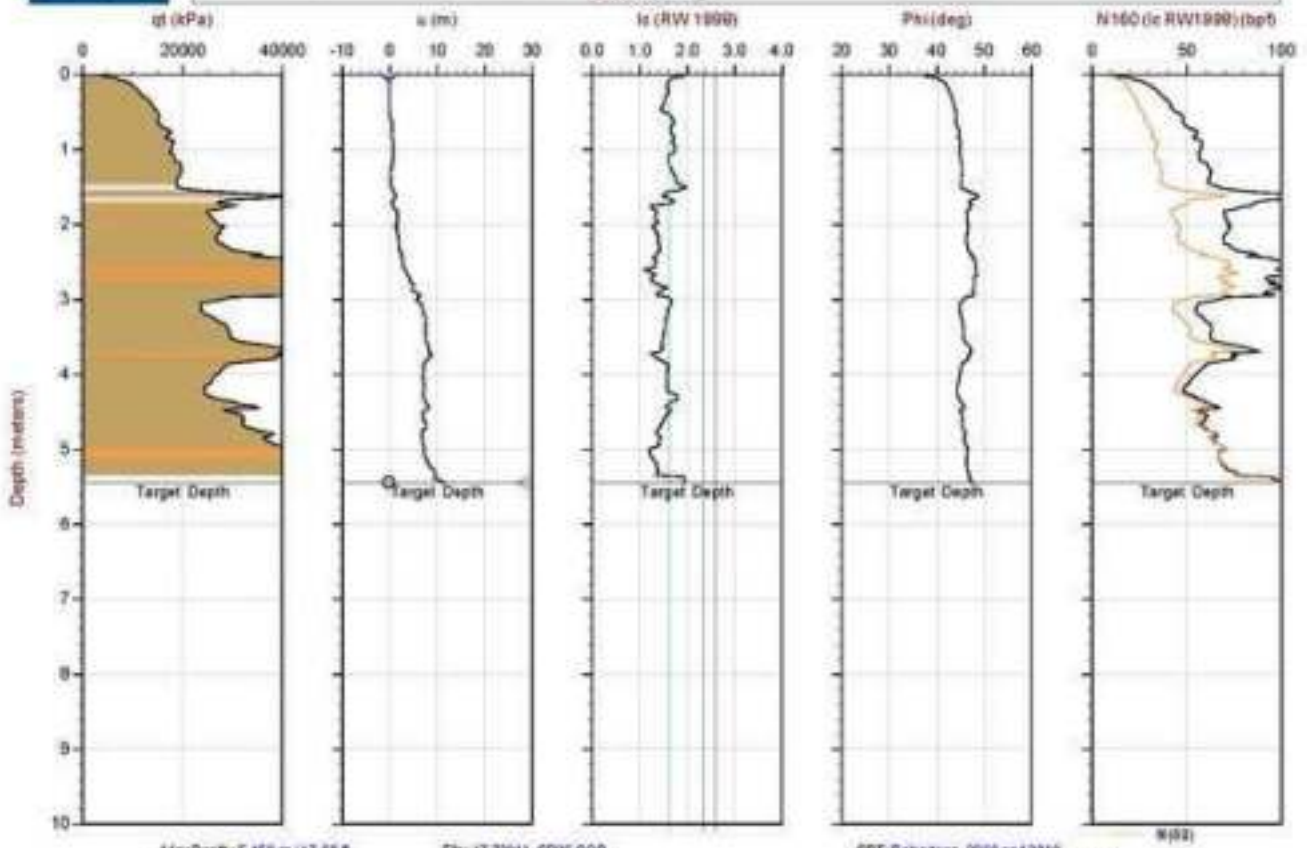 qt (kPa)
u (m)
Ic (RW 1998)
Phi (deg)
N160 (Ic RW1998) (bpf)
0 20000 40000
-10 0 10 20 30
0.0 1.0 2.0 3.0 4.0
20 30 40 50 60
0 50 100
0
1
2
3
4
5
6
7
8
9
10
Depth (meters)
Target Depth
Target Depth
Target Depth
Target Depth
Target Depth
N(60)